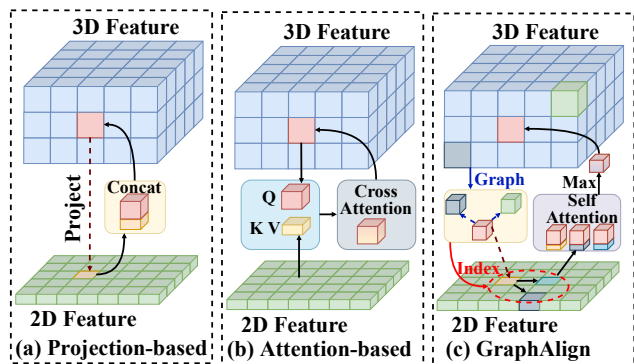 3D Feature
Project
Concat
2D Feature
(a) Projection-based
3D Feature
Q
K V
Cross
Attention
2D Feature
(b) Attention-based
3D Feature
Graph
Max
Self
Attention
Index
2D Feature
(c) GraphAlign